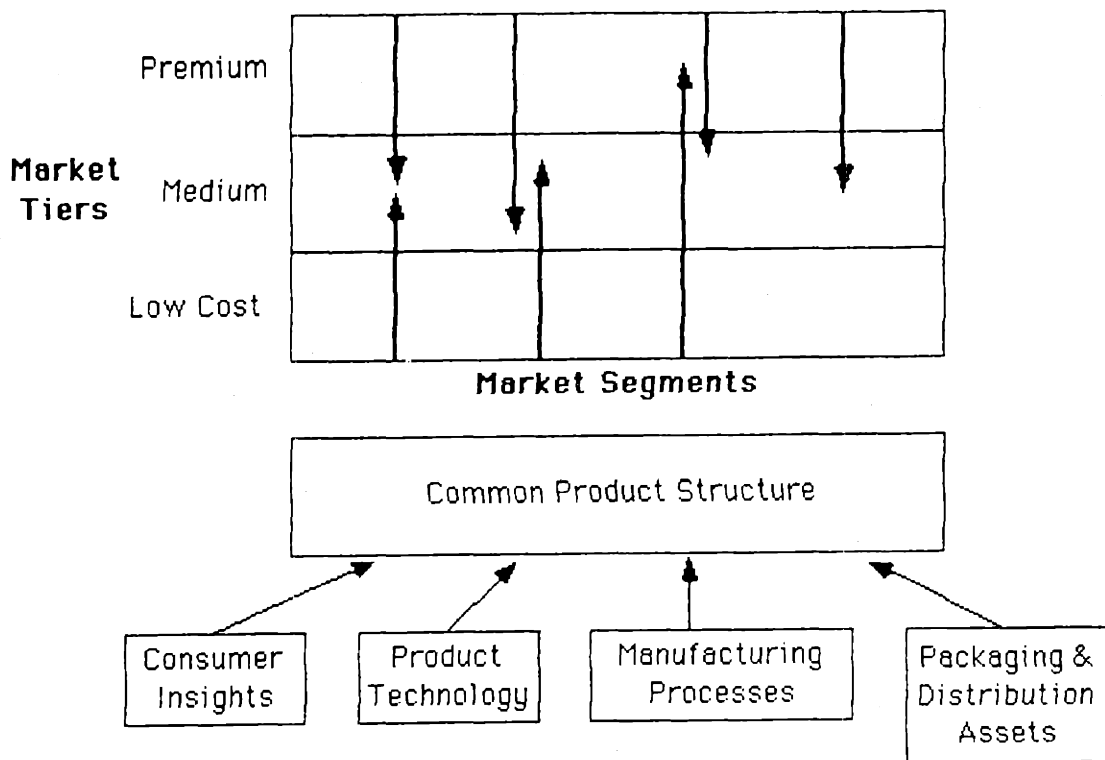 Premium
Market
Tiers
Medium
Low Cost
Market Segments
Common Product Structure
Consumer
Insights
Product
Technology
Manufacturing
Processes
Packaging &
Distribution
Assets